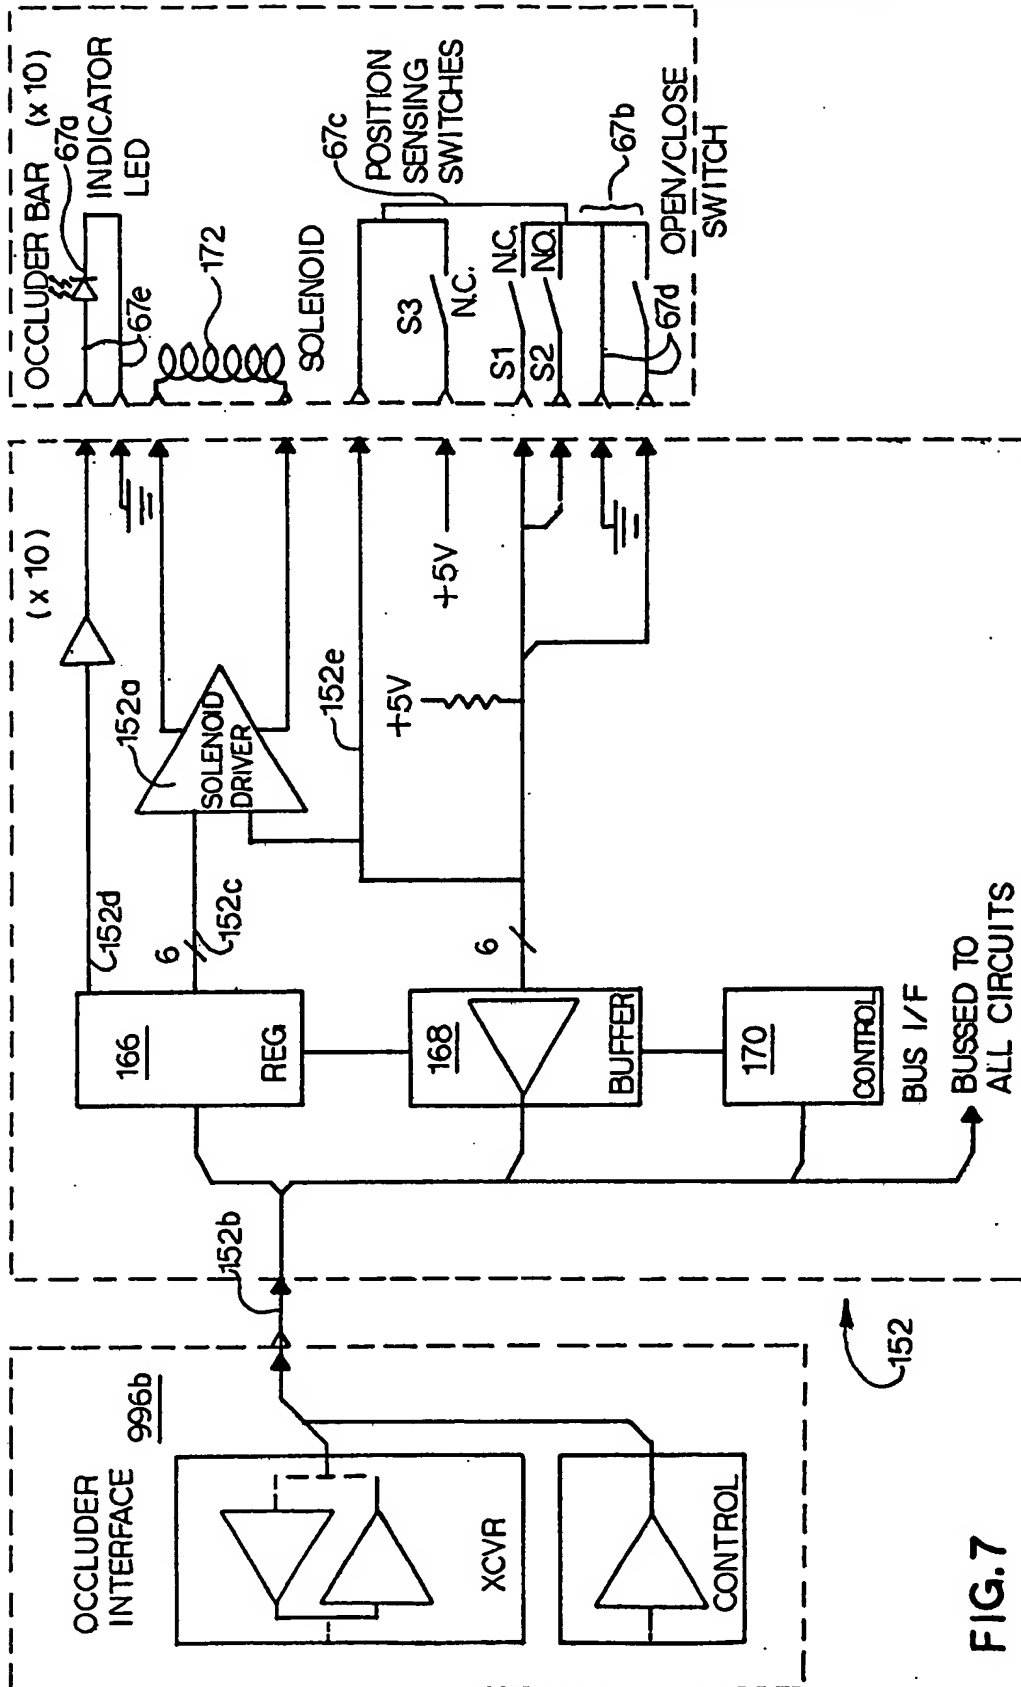 OCCLUDER
INTERFACE
996b
XCVR
CONTROL
152b
152
166
REG
168
BUFFER
170
CONTROL
BUS I/F
BUSSED TO
ALL CIRCUITS
152d
6
152c
6
152a
SOLENOID
DRIVER
152e
+5V
+5V
(x 10)
OCCLUDER BAR (x 10)
67a
INDICATOR
LED
67e
172
SOLENOID
67c
POSITION
SENSING
SWITCHES
S3
N.C.
S1
N.C.
S2
N.O.
67b
67d
OPEN/CLOSE
SWITCH
FIG. 7